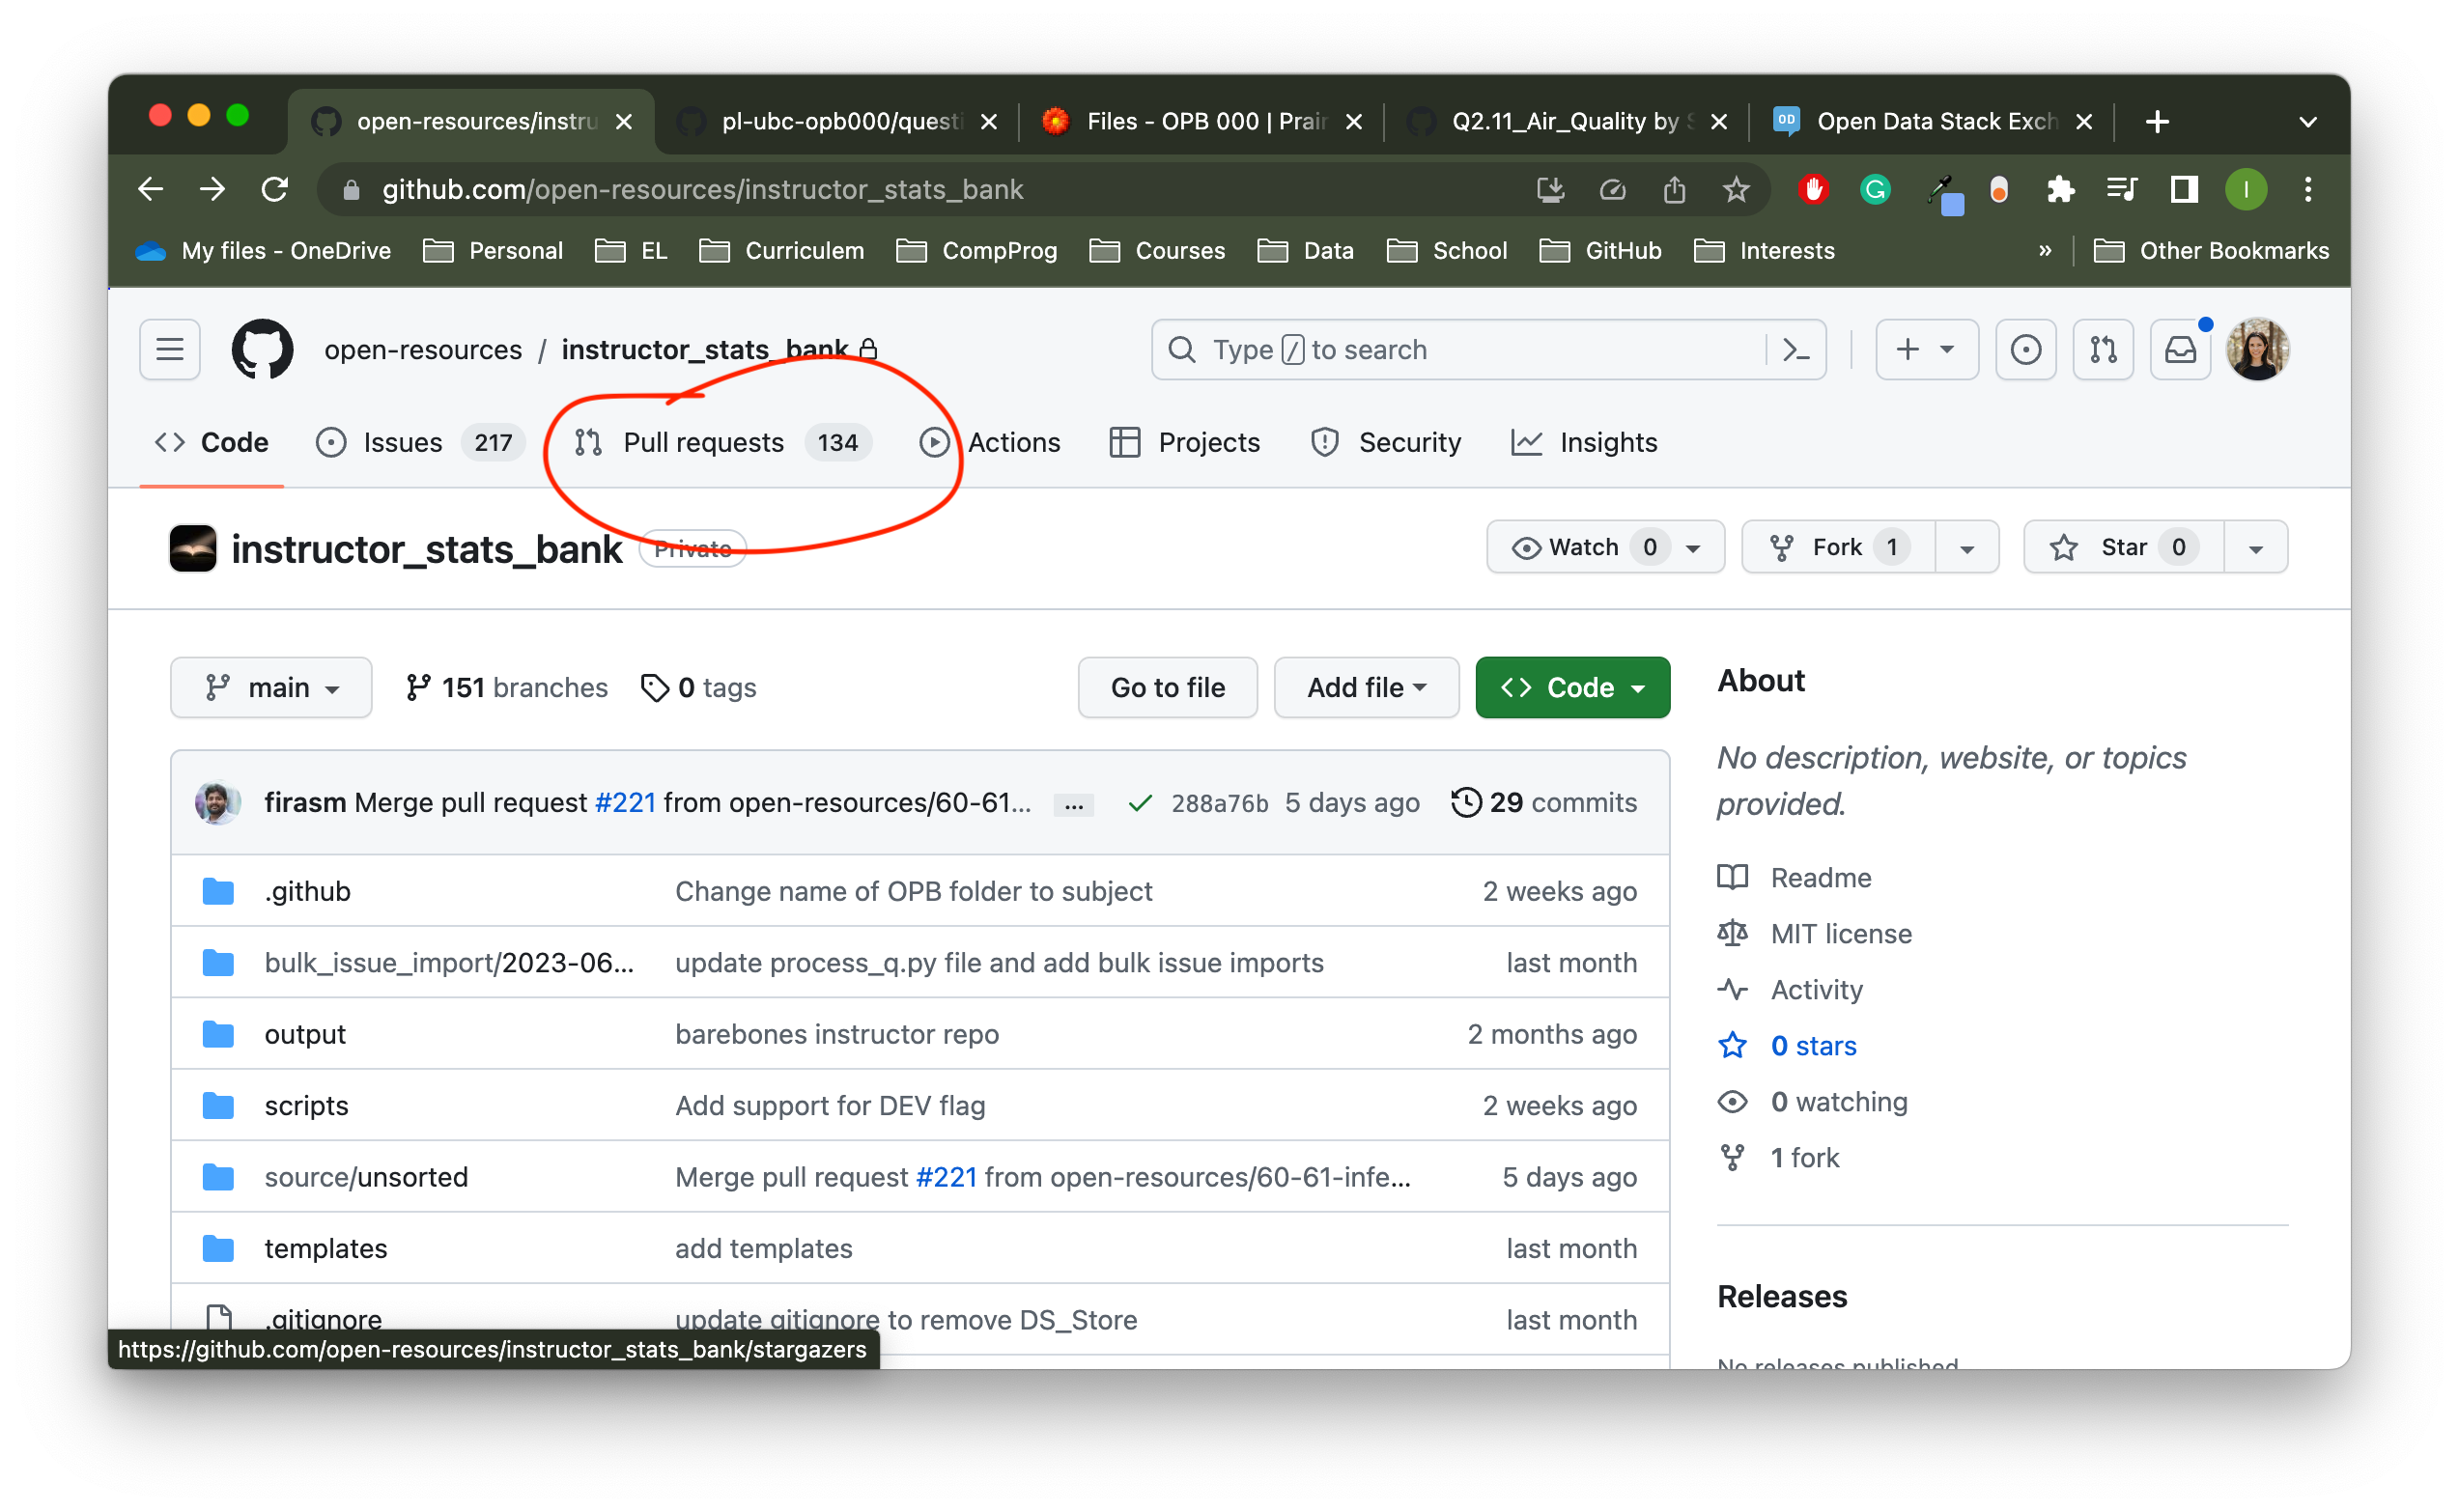 open-resources/instru
pl-ubc-opb000/questi
Files - OPB 000 | Prair
Q2.11_Air_Quality by S
Open Data Stack Exch
github.com/open-resources/instructor_stats_bank
My files - OneDrive Personal EL Curriculem CompProg Courses Data School GitHub Interests » Other Bookmarks
open-resources / instructor_stats_bank
Type / to search
Code Issues 217 Pull requests 134 Actions Projects Security Insights
instructor_stats_bank Private
Watch 0 Fork 1 Star 0
main 151 branches 0 tags
Go to file Add file Code
firasm Merge pull request #221 from open-resources/60-61... ... 288a76b 5 days ago 29 commits
.github Change name of OPB folder to subject 2 weeks ago
bulk_issue_import/2023-06... update process_q.py file and add bulk issue imports last month
output barebones instructor repo 2 months ago
scripts Add support for DEV flag 2 weeks ago
source/unsorted Merge pull request #221 from open-resources/60-61-infe... 5 days ago
templates add templates last month
.gitignore update gitignore to remove DS_Store last month
About
No description, website, or topics
provided.
Readme
MIT license
Activity
0 stars
0 watching
1 fork
Releases
No releases published
https://github.com/open-resources/instructor_stats_bank/stargazers